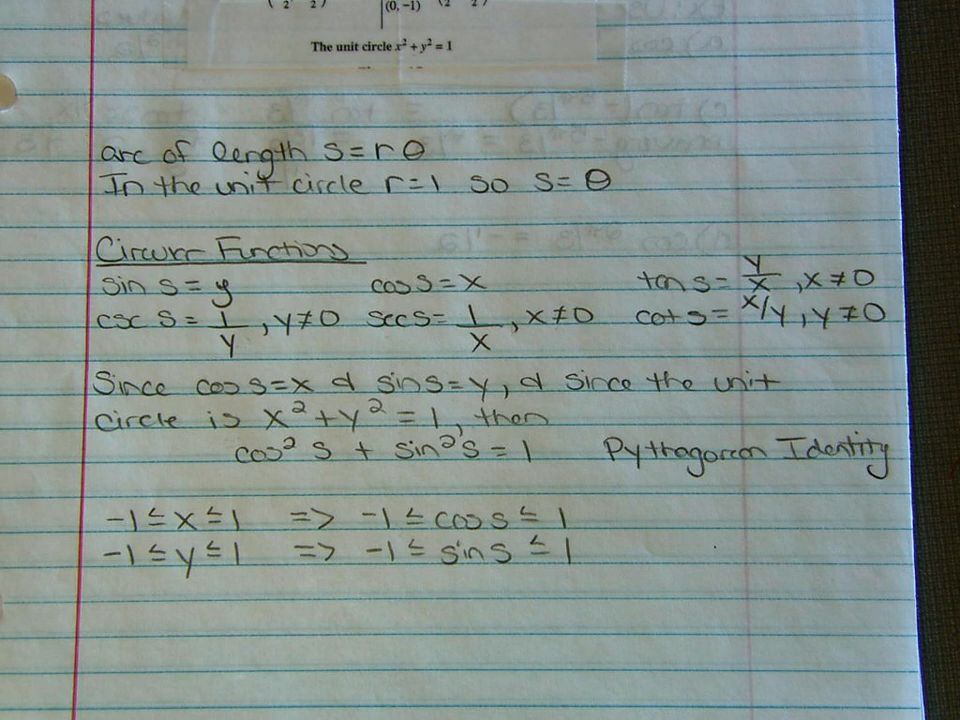 (0, −1)
The unit circle x² + y² = 1
arc of length s = rθ
In the unit circle r = 1 so s = θ
Functions
sin s = y cos s = x tan s = y/x , x ≠ 0
csc s = 1/y , y ≠ 0 sec s = 1/x , x ≠ 0 cot s = x/y , y ≠ 0
Since cos s = x & sin s = y, & since the unit
circle is x² + y² = 1, then
cos² s + sin² s = 1 Pythagorean Identity
−1 ≤ x ≤ 1 => −1 ≤ cos s ≤ 1
−1 ≤ y ≤ 1 => −1 ≤ sin s ≤ 1